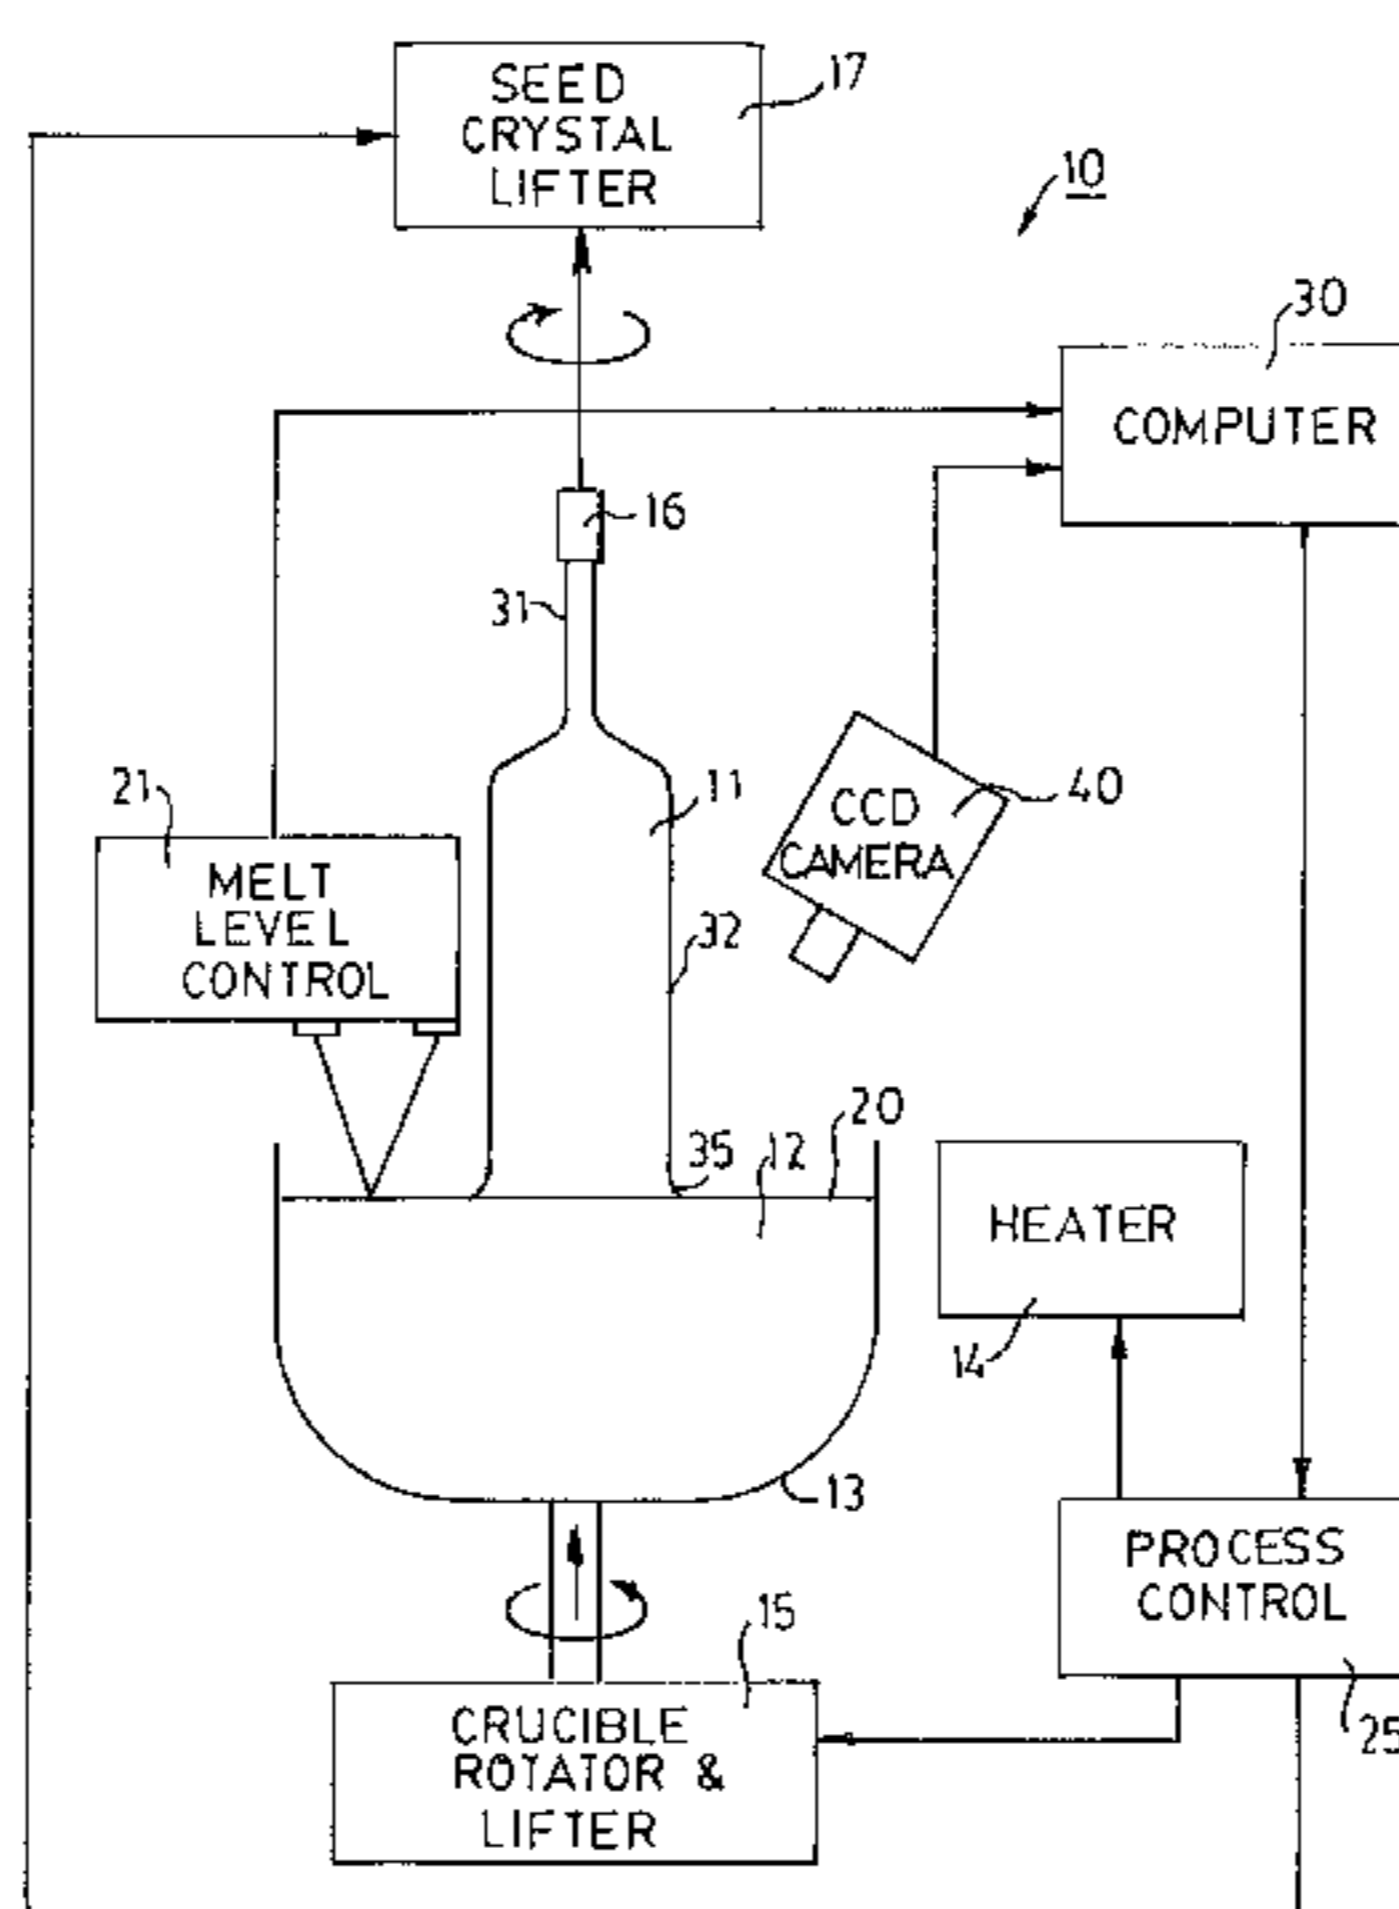 SEED
CRYSTAL
LIFTER
17
10
30
COMPUTER
16
31
21
11
CCD
CAMERA
40
MELT
LEVEL
CONTROL
32
20
35
12
HEATER
14
13
PROCESS
CONTROL
15
25
CRUCIBLE
ROTATOR &
LIFTER